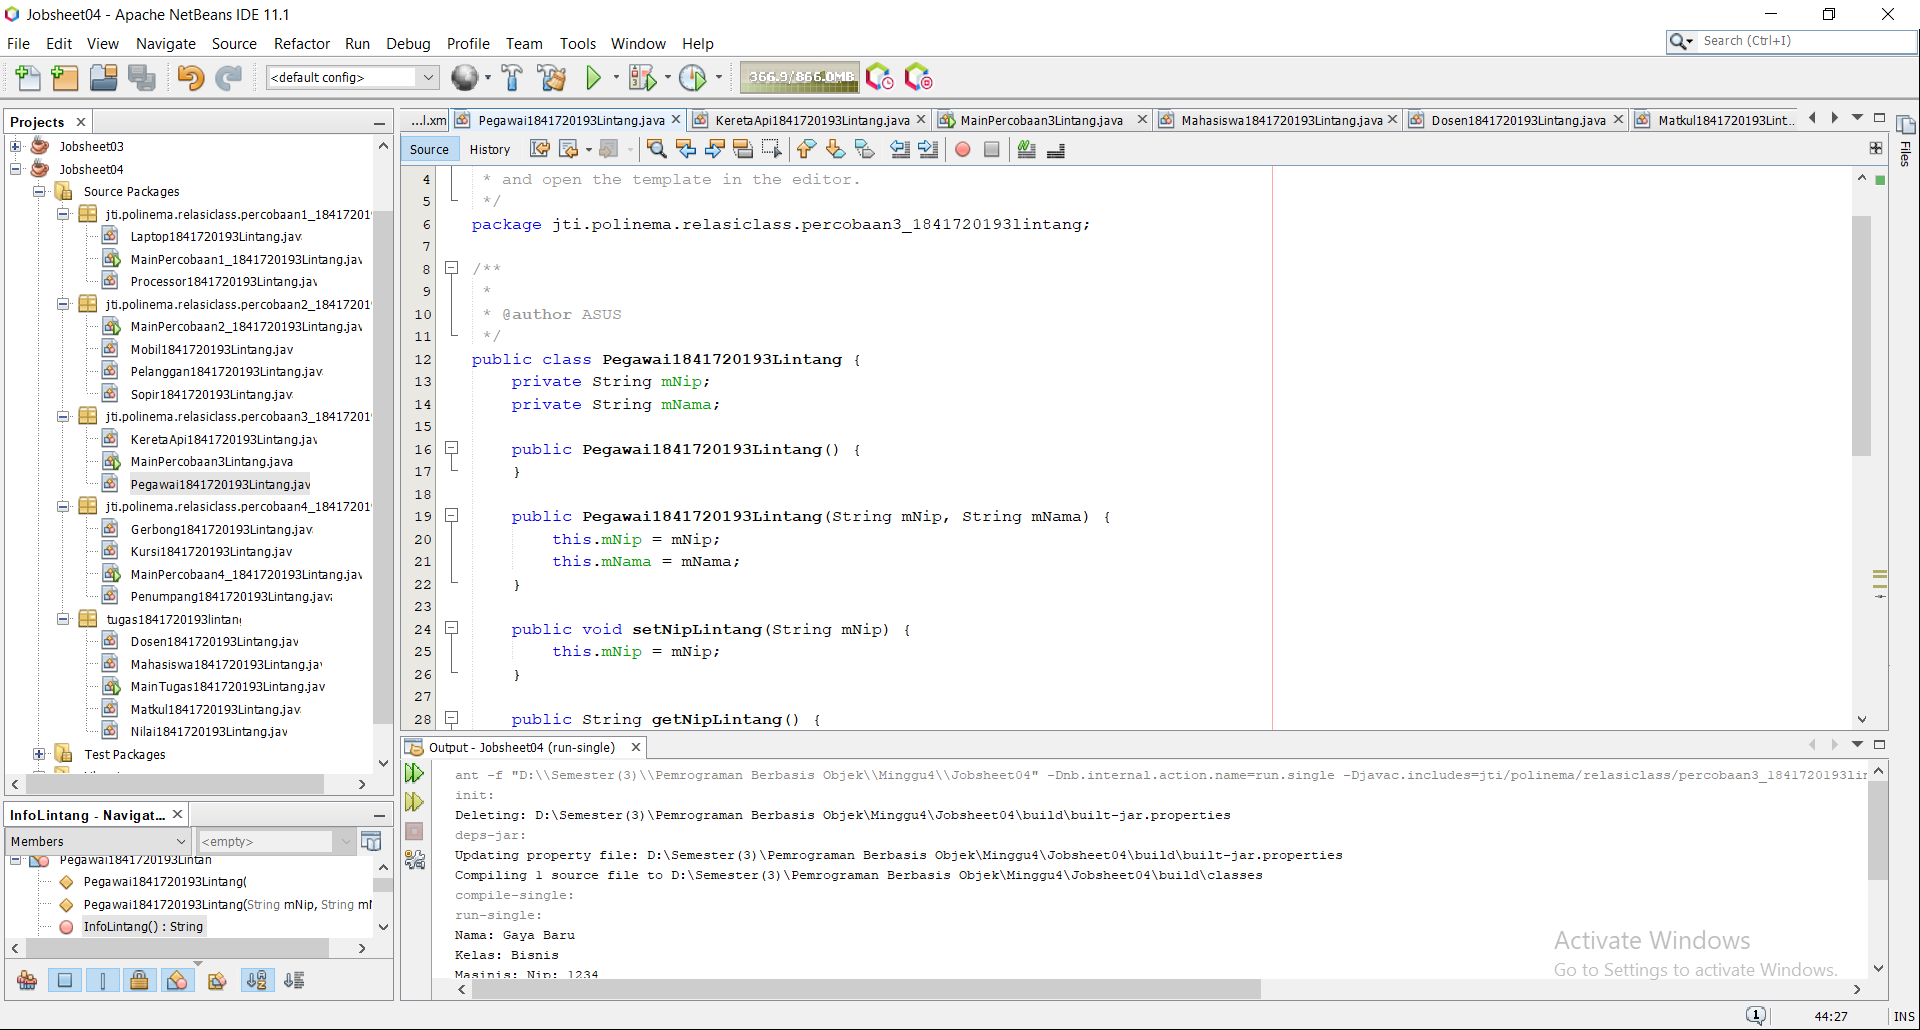 Jobsheet04 - Apache NetBeans IDE 11.1
File Edit View Navigate Source Refactor Run Debug Profile Team Tools Window Help
Search (Ctrl+I)
<default config>
366.9/866.0MB
Projects
Jobsheet03
Jobsheet04
Source Packages
jti.polinema.relasiclass.percobaan1_18417201
Laptop1841720193Lintang.jav
MainPercobaan1_1841720193Lintang.jav
Processor1841720193Lintang.jav
jti.polinema.relasiclass.percobaan2_18417201
MainPercobaan2_1841720193Lintang.jav
Mobil1841720193Lintang.jav
Pelanggan1841720193Lintang.jav
Sopir1841720193Lintang.jav
jti.polinema.relasiclass.percobaan3_18417201
KeretaApi1841720193Lintang.jav
MainPercobaan3Lintang.java
Pegawai1841720193Lintang.jav
jti.polinema.relasiclass.percobaan4_18417201
Gerbong1841720193Lintang.jav
Kursi1841720193Lintang.jav
MainPercobaan4_1841720193Lintang.jav
Penumpang1841720193Lintang.jav
tugas1841720193lintang
Dosen1841720193Lintang.jav
Mahasiswa1841720193Lintang.jav
MainTugas1841720193Lintang.jav
Matkul1841720193Lintang.jav
Nilai1841720193Lintang.jav
Test Packages
InfoLintang - Navigat...
Members
<empty>
Pegawai1841720193Lintan
Pegawai1841720193Lintang(
Pegawai1841720193Lintang(String mNip, String mN
InfoLintang() : String
...l.xm Pegawai1841720193Lintang.java KeretaApi1841720193Lintang.java MainPercobaan3Lintang.java Mahasiswa1841720193Lintang.java Dosen1841720193Lintang.java Matkul1841720193Lint...
Files
Source History
4 * and open the template in the editor.
5 */
6 package jti.polinema.relasiclass.percobaan3_1841720193lintang;
7
8 /**
9 *
10 * @author ASUS
11 */
12 public class Pegawai1841720193Lintang {
13 private String mNip;
14 private String mNama;
15
16 public Pegawai1841720193Lintang() {
17 }
18
19 public Pegawai1841720193Lintang(String mNip, String mNama) {
20 this.mNip = mNip;
21 this.mNama = mNama;
22 }
23
24 public void setNipLintang(String mNip) {
25 this.mNip = mNip;
26 }
27
28 public String getNipLintang() {
Output - Jobsheet04 (run-single)
ant -f "D:\\Semester(3)\\Pemrograman Berbasis Objek\\Minggu4\\Jobsheet04" -Dnb.internal.action.name=run.single -Djavac.includes=jti/polinema/relasiclass/percobaan3_1841720193lin
init:
Deleting: D:\Semester(3)\Pemrograman Berbasis Objek\Minggu4\Jobsheet04\build\built-jar.properties
deps-jar:
Updating property file: D:\Semester(3)\Pemrograman Berbasis Objek\Minggu4\Jobsheet04\build\built-jar.properties
Compiling 1 source file to D:\Semester(3)\Pemrograman Berbasis Objek\Minggu4\Jobsheet04\build\classes
compile-single:
run-single:
Nama: Gaya Baru
Kelas: Bisnis
Masinis: Nip: 1234
Activate Windows
Go to Settings to activate Windows.
1
44:27
INS